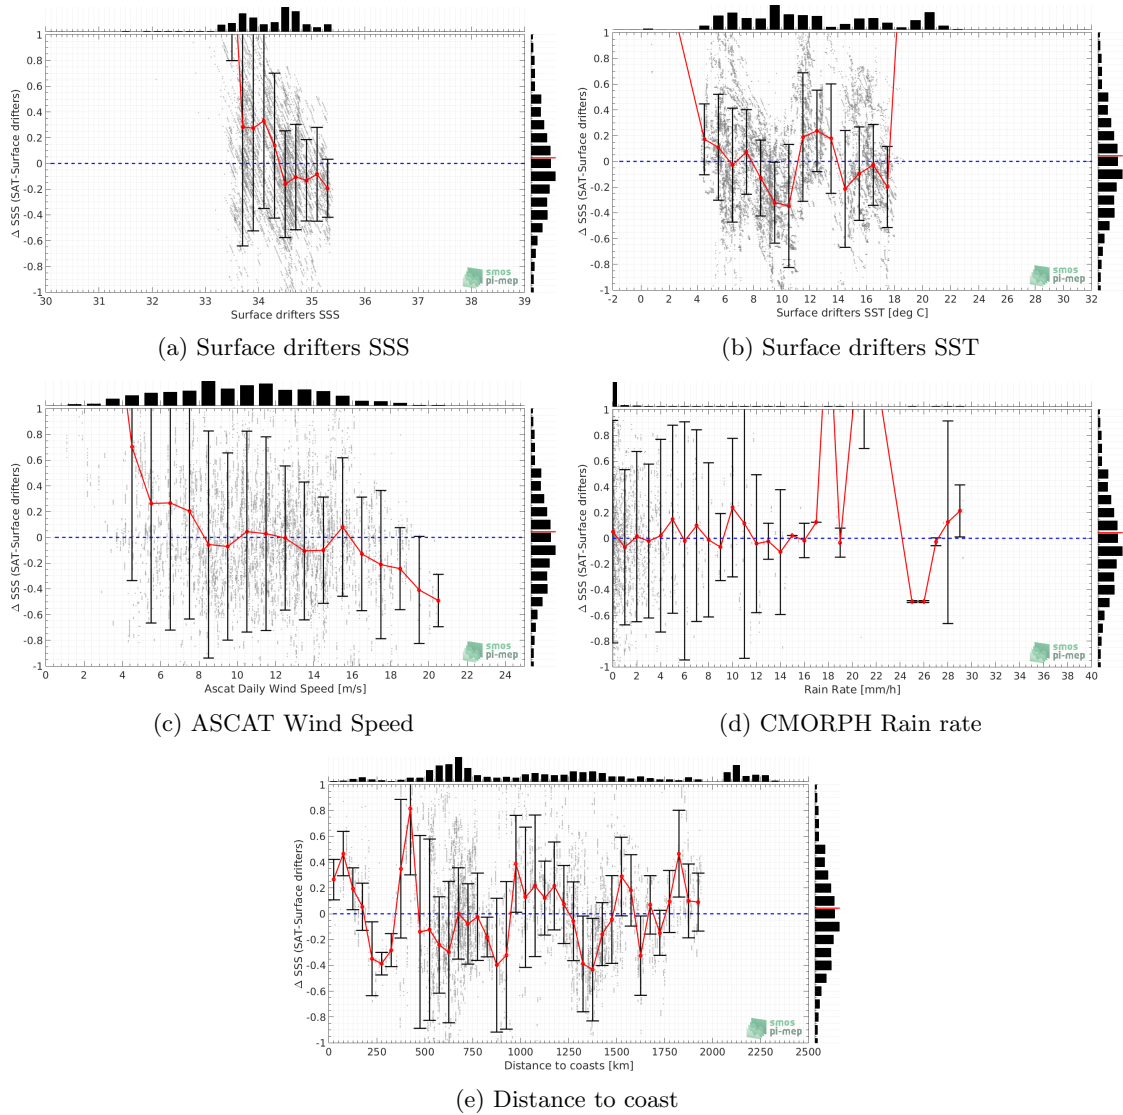 1
0.8
0.6
0.4
0.2
0
-0.2
-0.4
-0.6
-0.8
-1
Δ SSS (SAT-Surface drifters)
30 31 32 33 34 35 36 37 38 39
Surface drifters SSS
smos
pi-mep
(a) Surface drifters SSS
1
0.8
0.6
0.4
0.2
0
-0.2
-0.4
-0.6
-0.8
-1
Δ SSS (SAT-Surface drifters)
-2 0 2 4 6 8 10 12 14 16 18 20 22 24 26 28 30 32
Surface drifters SST [deg C]
smos
pi-mep
(b) Surface drifters SST
1
0.8
0.6
0.4
0.2
0
-0.2
-0.4
-0.6
-0.8
-1
Δ SSS (SAT-Surface drifters)
0 2 4 6 8 10 12 14 16 18 20 22 24
Ascat Daily Wind Speed [m/s]
smos
pi-mep
(c) ASCAT Wind Speed
1
0.8
0.6
0.4
0.2
0
-0.2
-0.4
-0.6
-0.8
-1
Δ SSS (SAT-Surface drifters)
0 2 4 6 8 10 12 14 16 18 20 22 24 26 28 30 32 34 36 38 40
Rain Rate [mm/h]
smos
pi-mep
(d) CMORPH Rain rate
1
0.8
0.6
0.4
0.2
0
-0.2
-0.4
-0.6
-0.8
-1
Δ SSS (SAT-Surface drifters)
0 250 500 750 1000 1250 1500 1750 2000 2250 2500
Distance to coasts [km]
smos
pi-mep
(e) Distance to coast